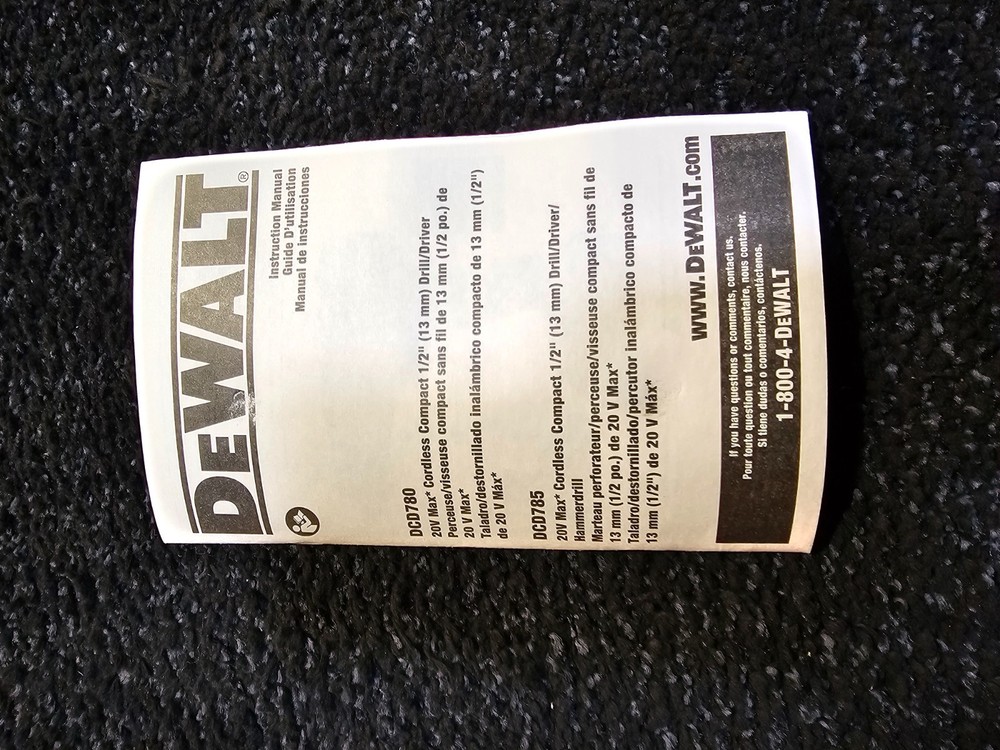 DEWALT®
Instruction Manual
Guide D'utilisation
Manual de instrucciones
DCD780
20V Max* Cordless Compact 1/2" (13 mm) Drill/Driver
Perceuse/visseuse compact sans fil de 13 mm (1/2 po.) de
20 V Max*
Taladro/destornillado inalámbrico compacto de 13 mm (1/2")
de 20 V Máx*
DCD785
20V Max* Cordless Compact 1/2" (13 mm) Drill/Driver/
Hammerdrill
Marteau perforateur/perceuse/visseuse compact sans fil de
13 mm (1/2 po.) de 20 V Max*
Taladro/destornillado/percutor inalámbrico compacto de
13 mm (1/2") de 20 V Máx*
www.DEWALT.com
If you have questions or comments, contact us.
Pour toute question ou tout commentaire, nous contacter.
Si tiene dudas o comentarios, contáctenos.
1-800-4-DEWALT